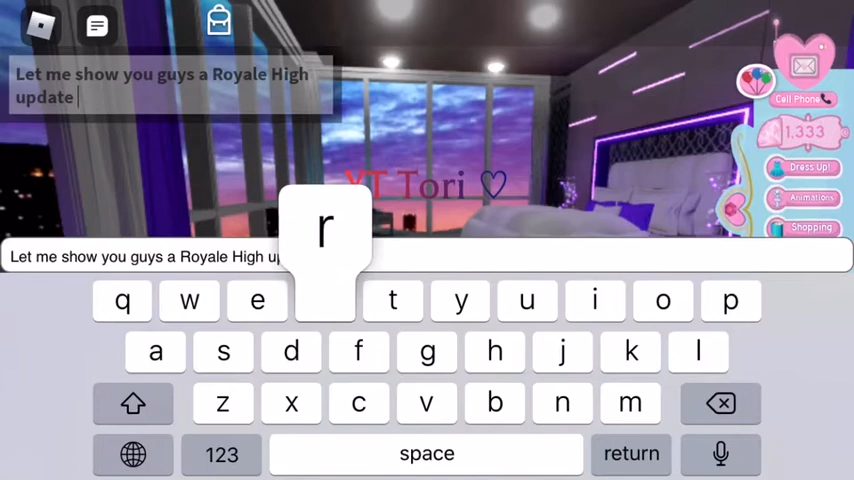 Let me show you guys a Royale High
update
Cell Phone
1,333
YT Tori ♡
Dress Up!
Animations
Shopping
Let me show you guys a Royale High up
r
q w e t y u i o p
a s d f g h j k l
z x c v b n m
123 space return